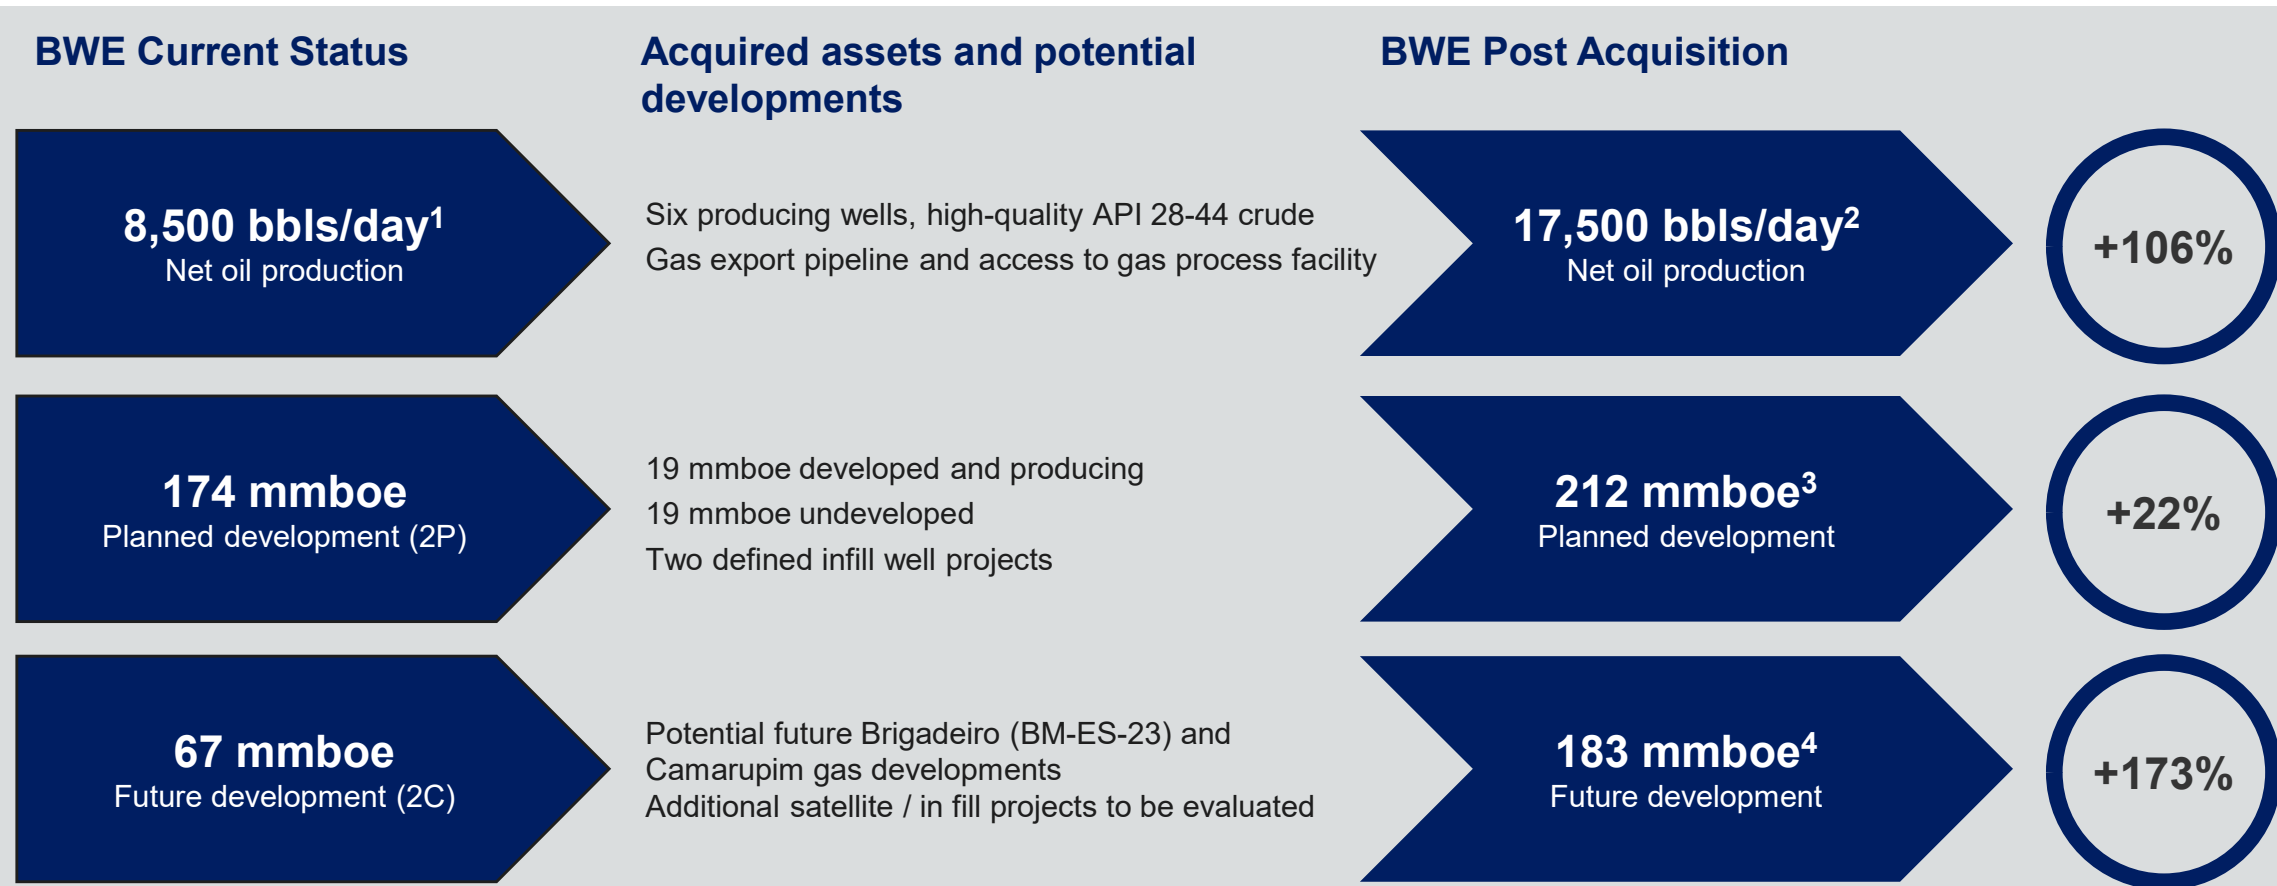 BWE Current Status
Acquired assets and potential
developments
BWE Post Acquisition
8,500 bbls/day¹
Net oil production
Six producing wells, high-quality API 28-44 crude
Gas export pipeline and access to gas process facility
17,500 bbls/day²
Net oil production
+106%
174 mmboe
Planned development (2P)
19 mmboe developed and producing
19 mmboe undeveloped
Two defined infill well projects
212 mmboe³
Planned development
+22%
67 mmboe
Future development (2C)
Potential future Brigadeiro (BM-ES-23) and
Camarupim gas developments
Additional satellite / in fill projects to be evaluated
183 mmboe⁴
Future development
+173%